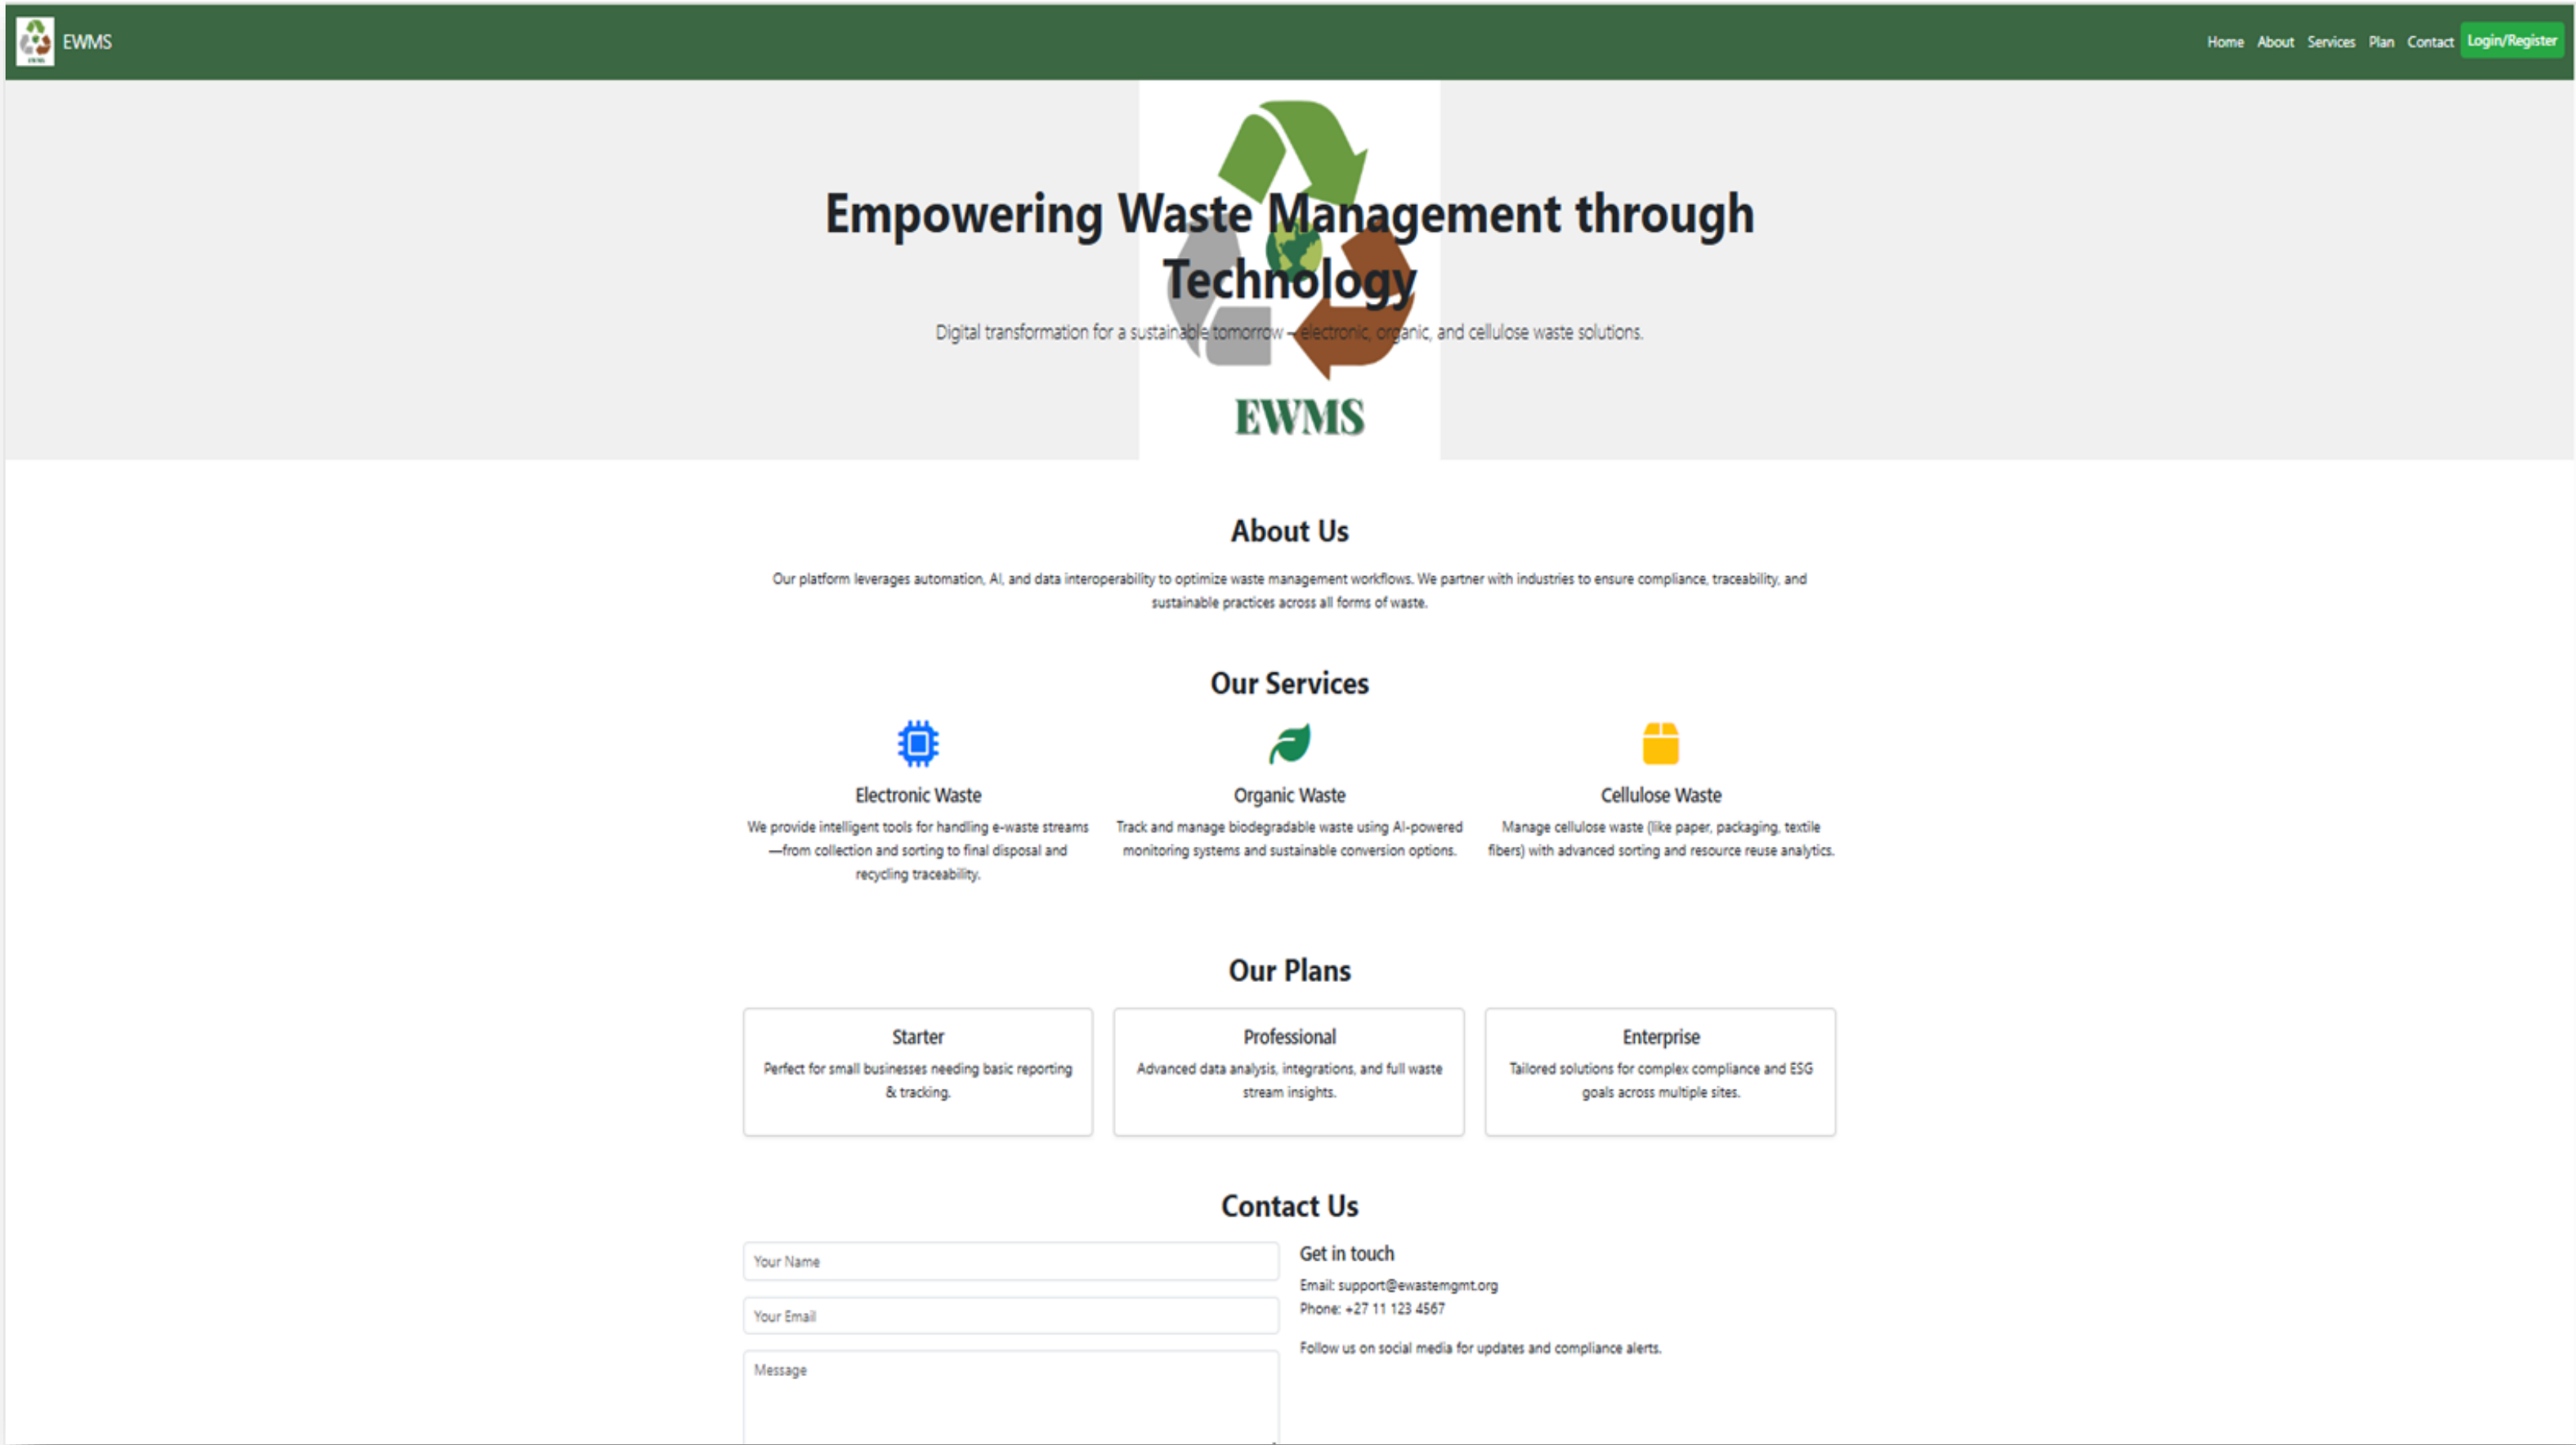 EWMS
EWMS
Home About Services Plan Contact Login/Register
Empowering Waste Management through
Technology
Digital transformation for a sustainable tomorrow – electronic, organic, and cellulose waste solutions.
EWMS
About Us
Our platform leverages automation, AI, and data interoperability to optimize waste management workflows. We partner with industries to ensure compliance, traceability, and
sustainable practices across all forms of waste.
Our Services
Electronic Waste
We provide intelligent tools for handling e-waste streams
—from collection and sorting to final disposal and
recycling traceability.
Organic Waste
Track and manage biodegradable waste using AI-powered
monitoring systems and sustainable conversion options.
Cellulose Waste
Manage cellulose waste (like paper, packaging, textile
fibers) with advanced sorting and resource reuse analytics.
Our Plans
Starter
Perfect for small businesses needing basic reporting
& tracking.
Professional
Advanced data analysis, integrations, and full waste
stream insights.
Enterprise
Tailored solutions for complex compliance and ESG
goals across multiple sites.
Contact Us
Your Name
Your Email
Message
Get in touch
Email: support@ewastemgmt.org
Phone: +27 11 123 4567
Follow us on social media for updates and compliance alerts.